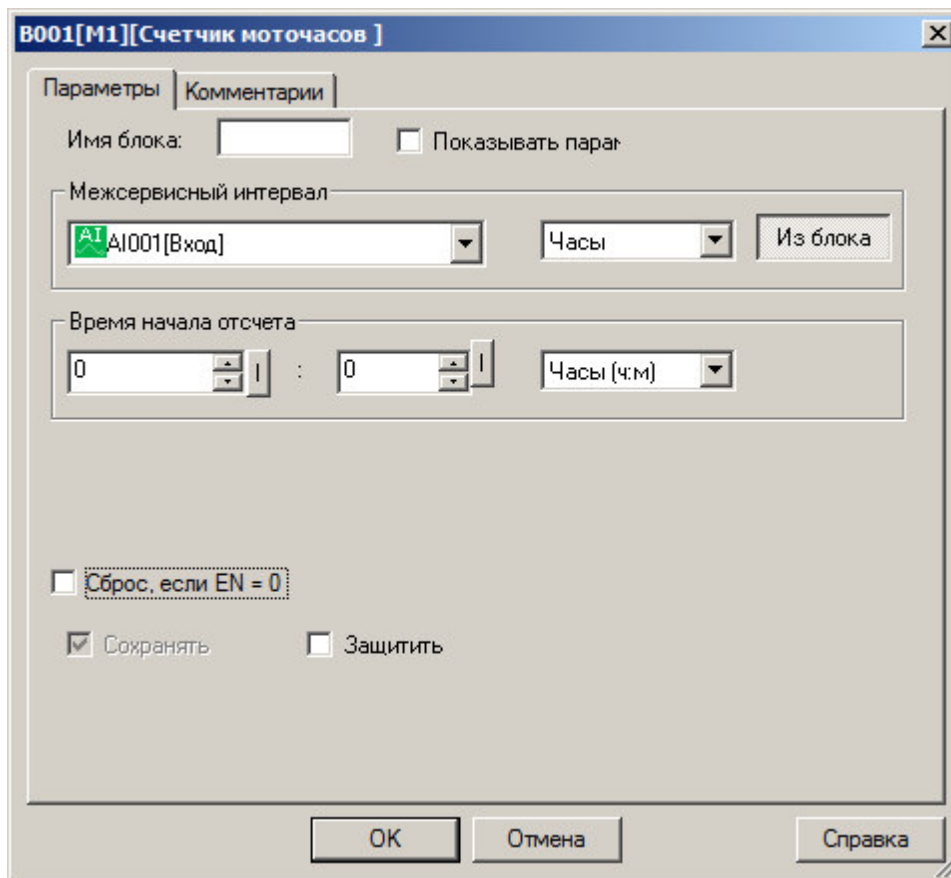 B001[M1][Счетчик моточасов ]
Параметры Комментарии
Имя блока: Показывать парам
Межсервисный интервал
AI AI001[Вход] Часы Из блока
Время начала отсчета
0 : 0 Часы (ч:м)
Сброс, если EN = 0
Сохранять Защитить
OK Отмена Справка